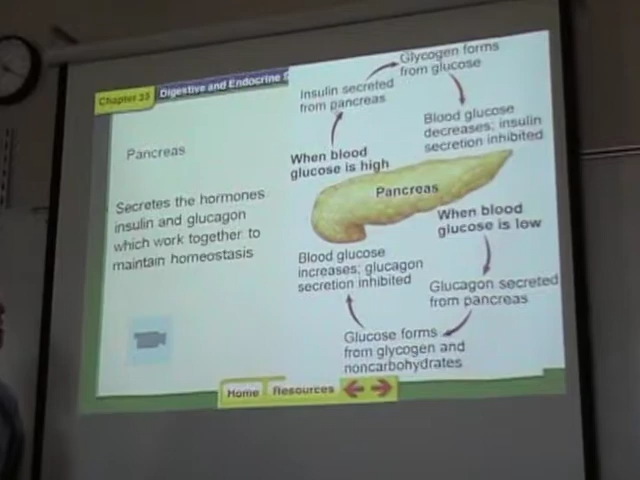 Chapter 35
Digestive and Endocrine
Pancreas
Secretes the hormones
insulin and glucagon
which work together to
maintain homeostasis
Glycogen forms
from glucose
Insulin secreted
from pancreas
Blood glucose
decreases; insulin
secretion inhibited
When blood
glucose is high
Pancreas
When blood
glucose is low
Blood glucose
increases; glucagon
secretion inhibited
Glucagon secreted
from pancreas
Glucose forms
from glycogen and
noncarbohydrates
Home Resources